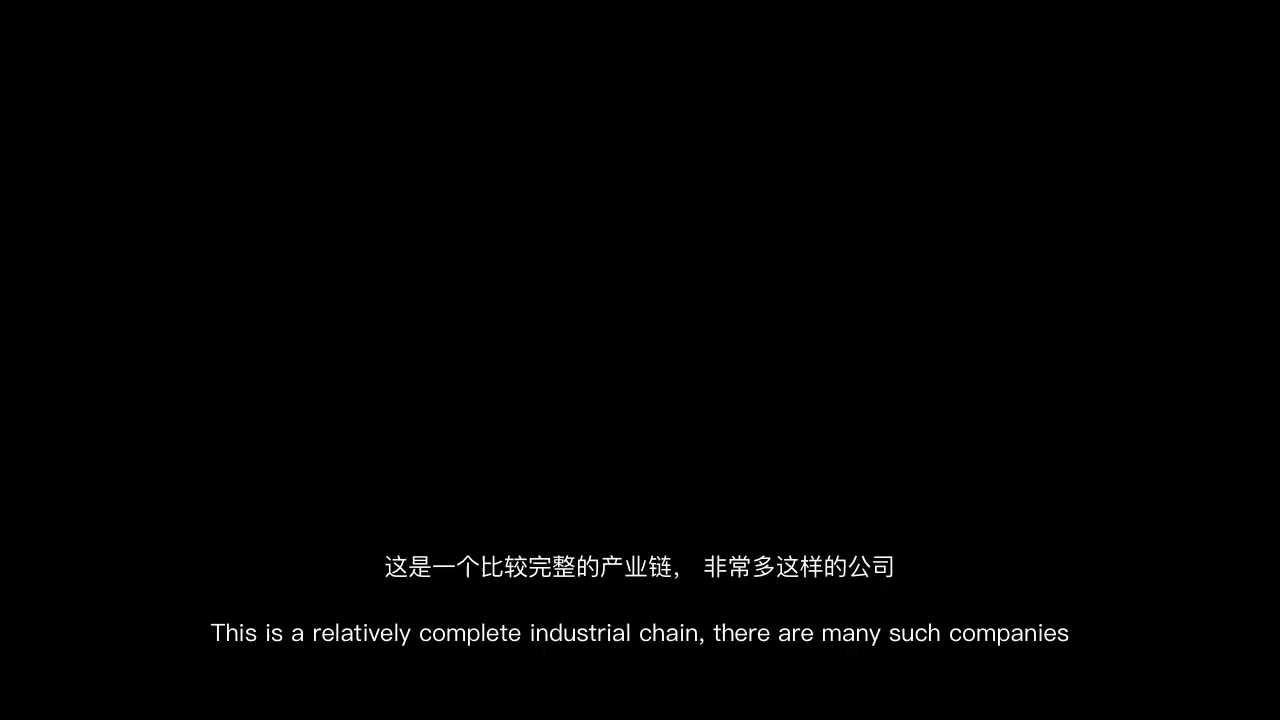 这是一个比较完整的产业链， 非常多这样的公司
This is a relatively complete industrial chain, there are many such companies